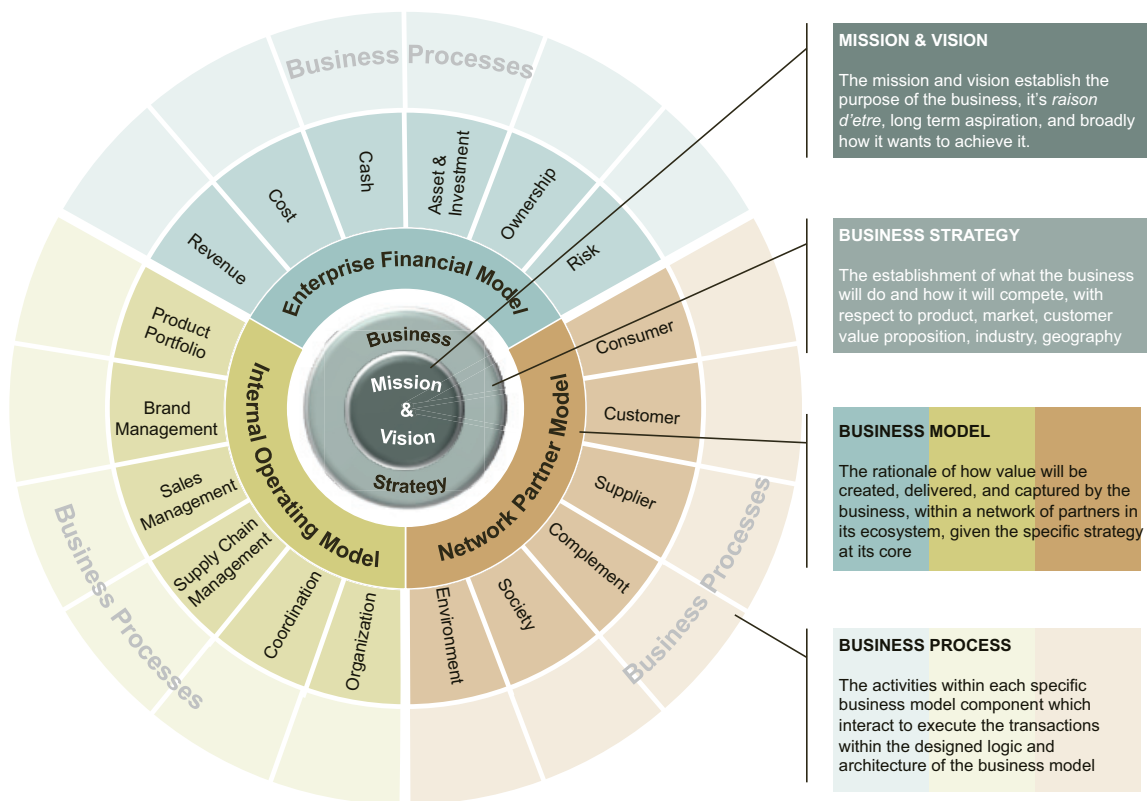 Business Processes
Revenue
Cost
Cash
Asset &
Investment
Ownership
Risk
Enterprise Financial Model
Product
Portfolio
Brand
Management
Sales
Management
Supply Chain
Management
Coordination
Organization
Internal Operating Model
Business Processes
Consumer
Customer
Supplier
Complement
Society
Environment
Network Partner Model
Business Processes
Business
Strategy
Mission
&
Vision
MISSION & VISION
The mission and vision establish the
purpose of the business, it's raison
d'etre, long term aspiration, and broadly
how it wants to achieve it.
BUSINESS STRATEGY
The establishment of what the business
will do and how it will compete, with
respect to product, market, customer
value proposition, industry, geography
BUSINESS MODEL
The rationale of how value will be
created, delivered, and captured by the
business, within a network of partners in
its ecosystem, given the specific strategy
at its core
BUSINESS PROCESS
The activities within each specific
business model component which
interact to execute the transactions
within the designed logic and
architecture of the business model